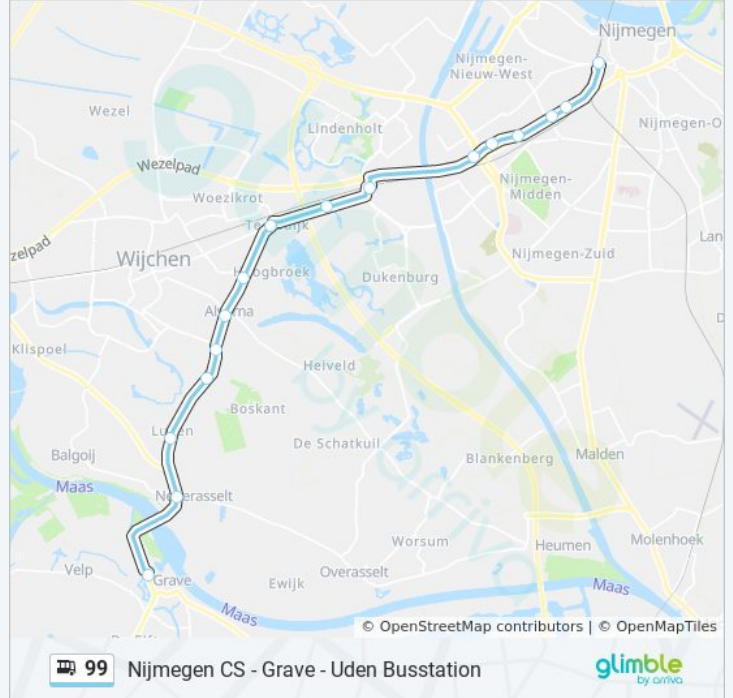 Nijmegen
Nijmegen-
Nieuw-West
Wezel
Lindenholt
Nijmegen-O
Wezelpad
Nijmegen-
Midden
Woezikrot
zelpad
Lan
Wijchen
Nijmegen-Zuid
Dukenburg
Klispoel
Heiveld
Boskant
De Schatkuil
Balgoij
Blankenberg
Malden
Maas
Worsum
Heumen
Molenhoek
Velp
Grave
Ewijk
Overasselt
Maas
Maas
© OpenStreetMap contributors | © OpenMapTiles
99 Nijmegen CS - Grave - Uden Busstation
glimble
by arriva